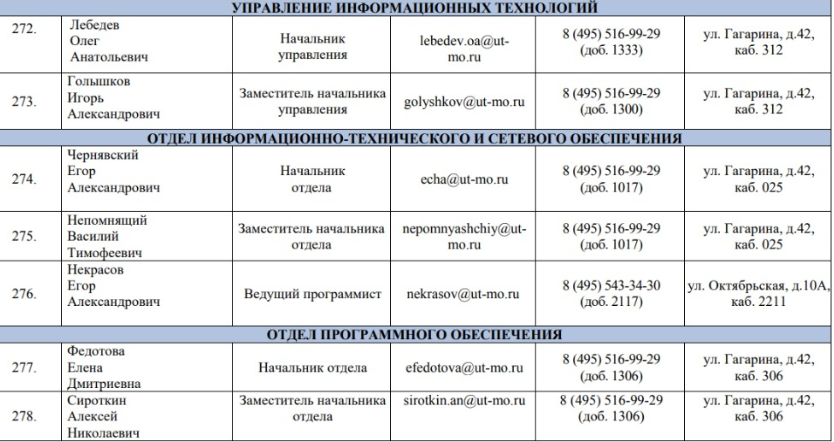 УПРАВЛЕНИЕ ИНФОРМАЦИОННЫХ ТЕХНОЛОГИЙ
272.
Лебедев
Олег
Анатольевич
Начальник
управления
lebedev.oa@ut-
mo.ru
8 (495) 516-99-29
(доб. 1333)
ул. Гагарина, д.42,
каб. 312
273.
Голышков
Игорь
Александрович
Заместитель начальника
управления
golyshkov@ut-mo.ru
8 (495) 516-99-29
(доб. 1300)
ул. Гагарина, д.42,
каб. 312
ОТДЕЛ ИНФОРМАЦИОННО-ТЕХНИЧЕСКОГО И СЕТЕВОГО ОБЕСПЕЧЕНИЯ
274.
Чернявский
Егор
Александрович
Начальник
отдела
echa@ut-mo.ru
8 (495) 516-99-29
(доб. 1017)
ул. Гагарина, д.42,
каб. 025
275.
Непомнящий
Василий
Тимофеевич
Заместитель начальника
отдела
nepomnyashchiy@ut-
mo.ru
8 (495) 516-99-29
(доб. 1017)
ул. Гагарина, д.42,
каб. 025
276.
Некрасов
Егор
Александрович
Ведущий программист
nekrasov@ut-mo.ru
8 (495) 543-34-30
(доб. 2117)
ул. Октябрьская, д.10А,
каб. 2211
ОТДЕЛ ПРОГРАММНОГО ОБЕСПЕЧЕНИЯ
277.
Федотова
Елена
Дмитриевна
Начальник отдела
efedotova@ut-mo.ru
8 (495) 516-99-29
(доб. 1306)
ул. Гагарина, д.42,
каб. 306
278.
Сироткин
Алексей
Николаевич
Заместитель начальника
отдела
sirotkin.an@ut-mo.ru
8 (495) 516-99-29
(доб. 1306)
ул. Гагарина, д.42,
каб. 306